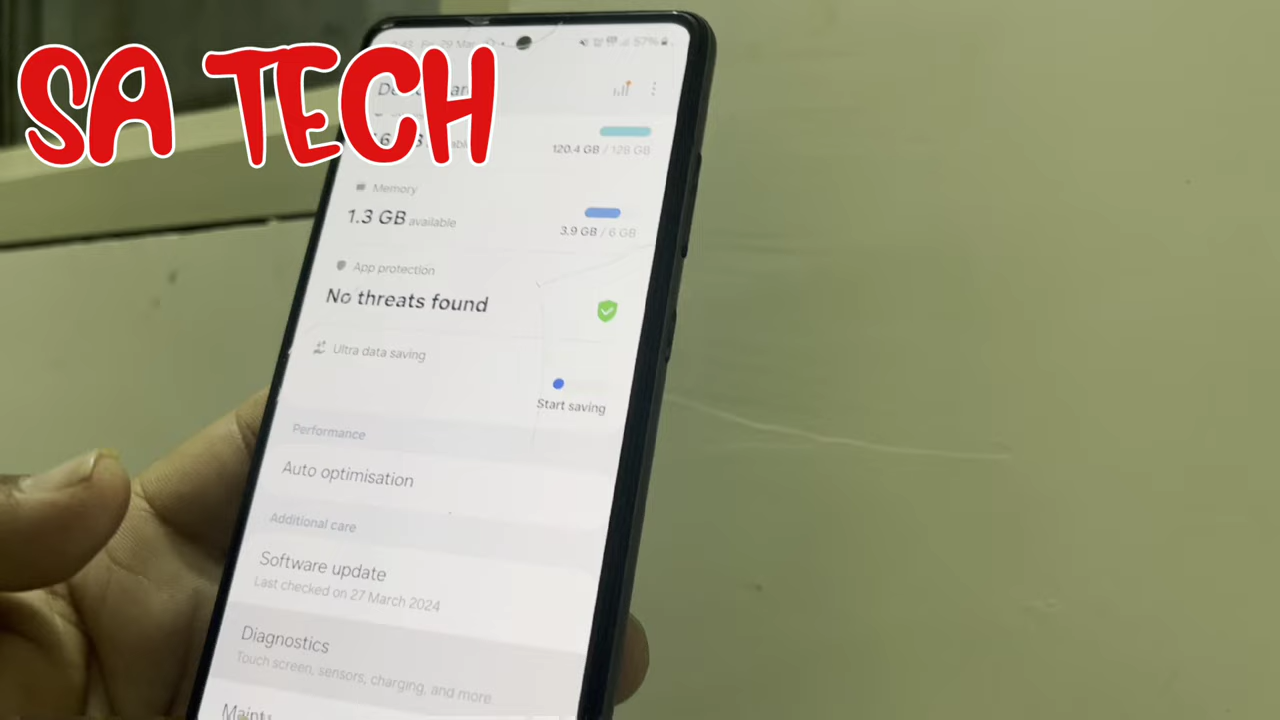 SA TECH
57%
120.4 GB / 128 GB
Memory
1.3 GB available
3.9 GB / 6 GB
App protection
No threats found
Ultra data saving
Start saving
Performance
Auto optimisation
Additional care
Software update
Last checked on 27 March 2024
Diagnostics
Touch screen, sensors, charging, and more